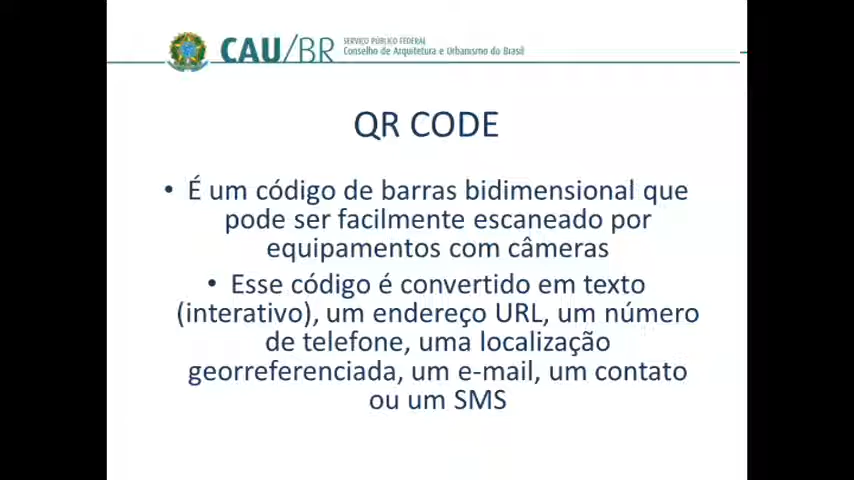 CAU/BR
SERVIÇO PÚBLICO FEDERAL
Conselho de Arquitetura e Urbanismo do Brasil
QR CODE
• É um código de barras bidimensional que
pode ser facilmente escaneado por
equipamentos com câmeras
• Esse código é convertido em texto
(interativo), um endereço URL, um número
de telefone, uma localização
georreferenciada, um e-mail, um contato
ou um SMS